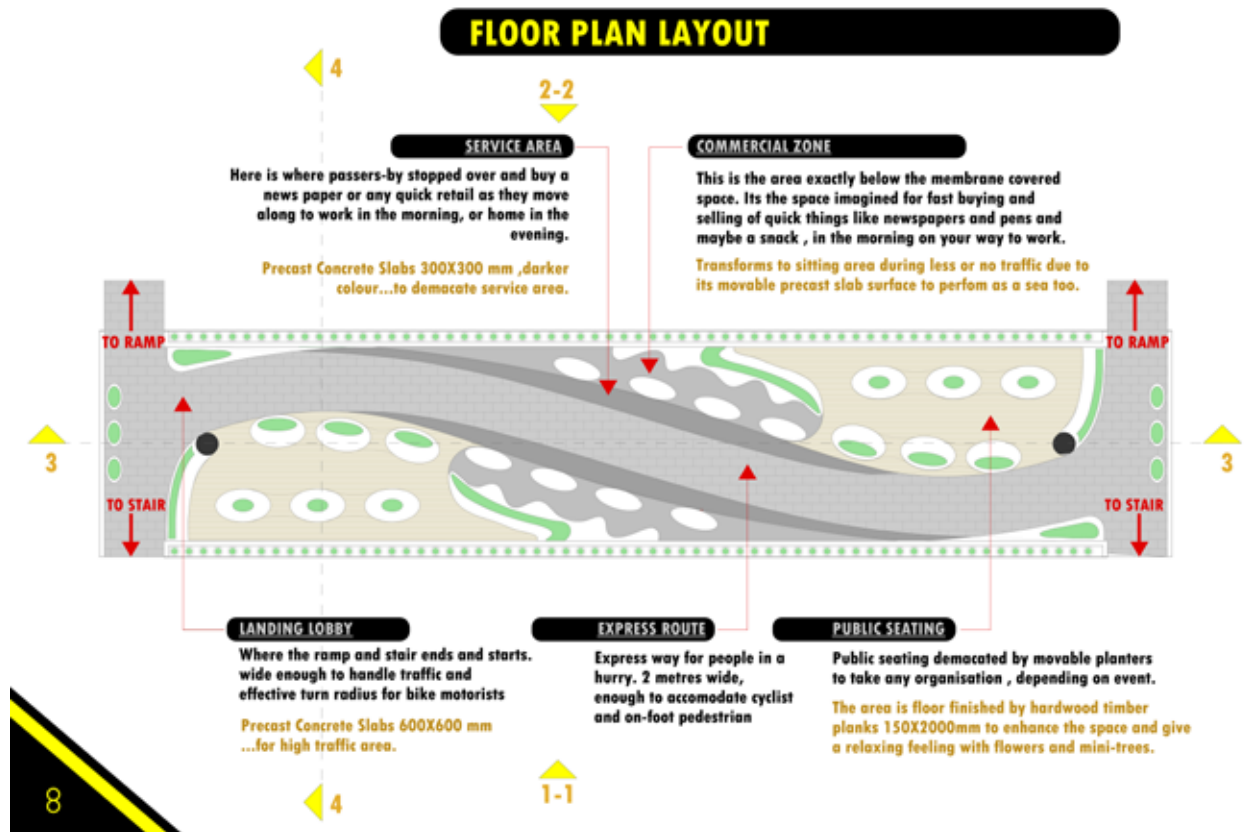 FLOOR PLAN LAYOUT
4
2-2
SERVICE AREA
Here is where passers-by stopped over and buy a
news paper or any quick retail as they move
along to work in the morning, or home in the
evening.
Precast Concrete Slabs 300X300 mm ,darker
colour...to demacate service area.
COMMERCIAL ZONE
This is the area exactly below the membrane covered
space. Its the space imagined for fast buying and
selling of quick things like newspapers and pens and
maybe a snack , in the morning on your way to work.
Transforms to sitting area during less or no traffic due to
its movable precast slab surface to perfom as a sea too.
TO RAMP
TO RAMP
3
3
TO STAIR
TO STAIR
LANDING LOBBY
Where the ramp and stair ends and starts.
wide enough to handle traffic and
effective turn radius for bike motorists
Precast Concrete Slabs 600X600 mm
...for high traffic area.
EXPRESS ROUTE
Express way for people in a
hurry. 2 metres wide,
enough to accomodate cyclist
and on-foot pedestrian
PUBLIC SEATING
Public seating demacated by movable planters
to take any organisation , depending on event.
The area is floor finished by hardwood timber
planks 150X2000mm to enhance the space and give
a relaxing feeling with flowers and mini-trees.
8
4
1-1